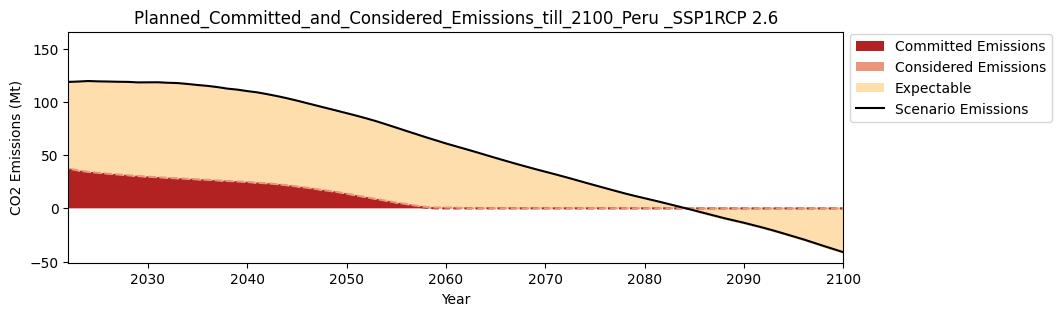 Planned_Committed_and_Considered_Emissions_till_2100_Peru _SSP1RCP 2.6
150
100
50
0
−50
CO2 Emissions (Mt)
2030 2040 2050 2060 2070 2080 2090 2100
Year
Committed Emissions
Considered Emissions
Expectable
Scenario Emissions